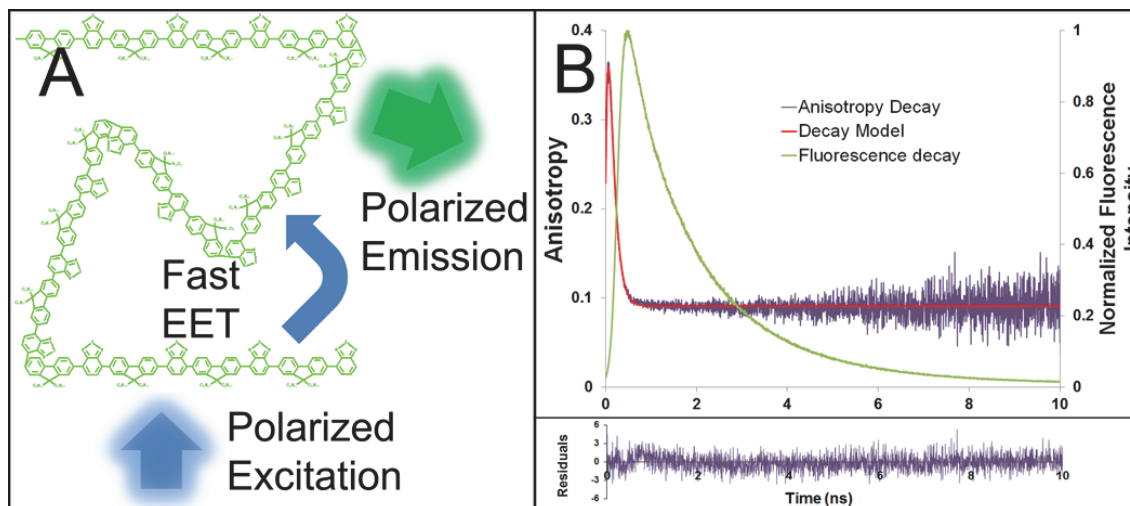 A
Polarized
Emission
Fast
EET
Polarized
Excitation
B
Anisotropy
0.4
0.3
0.2
0.1
0
Anisotropy Decay
Decay Model
Fluorescence decay
0
2
4
6
8
10
1
0.8
0.6
0.4
0.2
0
Normalized Fluorescence
Intensity
Residuals
6
3
0
-3
-6
0
2
4
6
8
10
Time (ns)